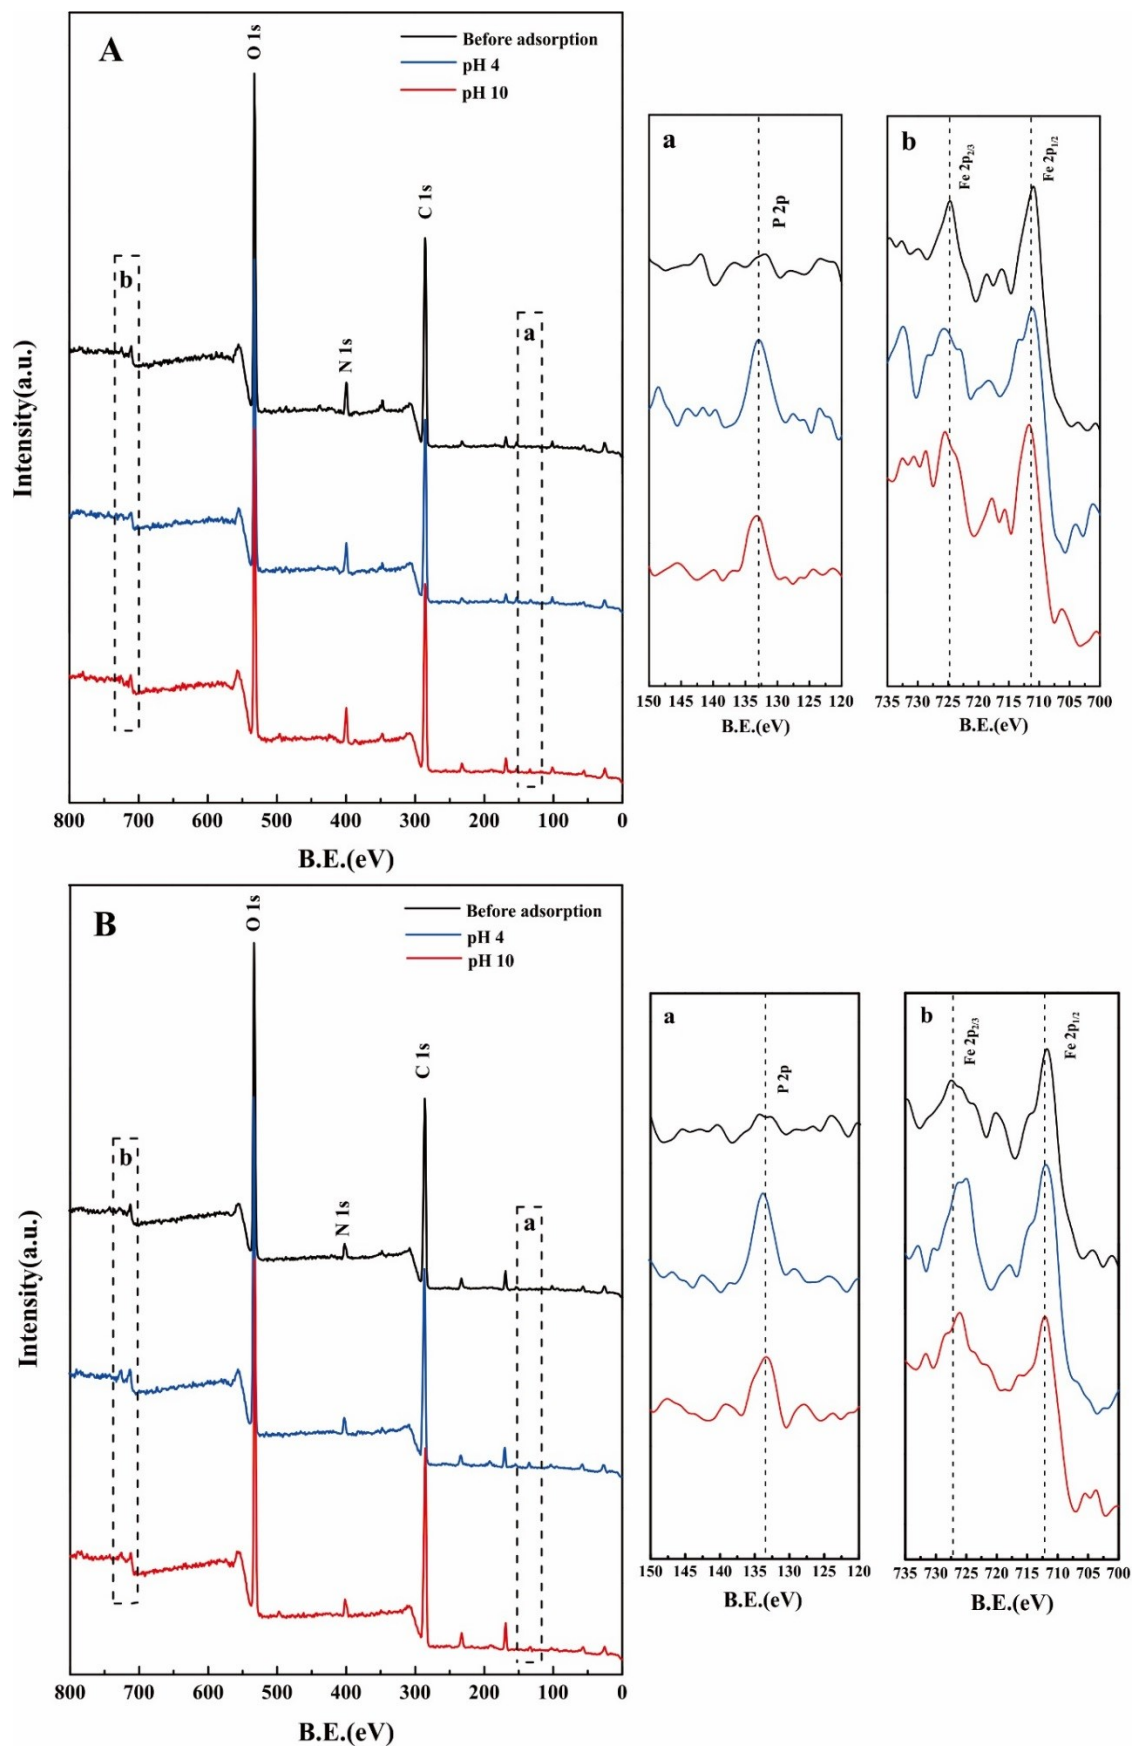 A
O 1s
Before adsorption
pH 4
pH 10
C 1s
N 1s
b
a
Intensity(a.u.)
800 700 600 500 400 300 200 100 0
B.E.(eV)
a
P 2p
150 145 140 135 130 125 120
B.E.(eV)
b
Fe 2p2/3
Fe 2p1/2
735 730 725 720 715 710 705 700
B.E.(eV)
B
O 1s
Before adsorption
pH 4
pH 10
C 1s
N 1s
b
a
Intensity(a.u.)
800 700 600 500 400 300 200 100 0
B.E.(eV)
a
P 2p
150 145 140 135 130 125 120
B.E.(eV)
b
Fe 2p2/3
Fe 2p1/2
735 730 725 720 715 710 705 700
B.E.(eV)